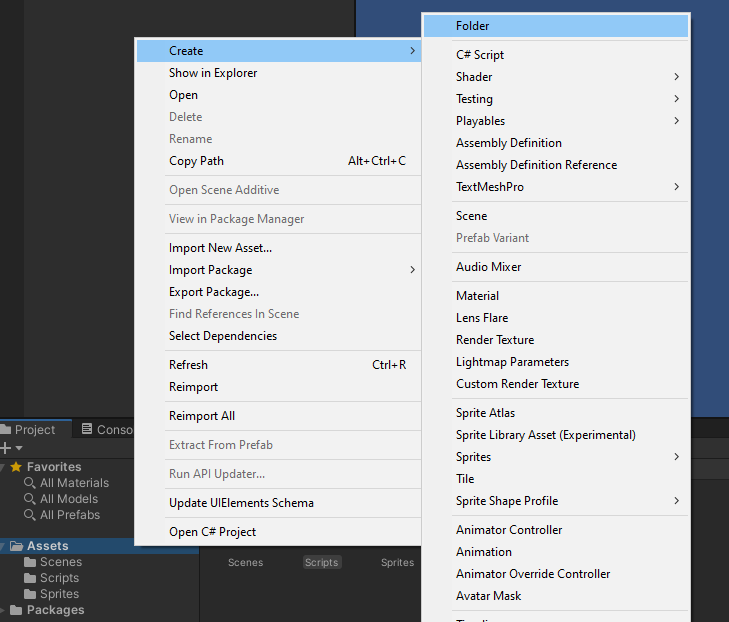 Create
Show in Explorer
Open
Delete
Rename
Copy Path Alt+Ctrl+C
Open Scene Additive
View in Package Manager
Import New Asset...
Import Package
Export Package...
Find References In Scene
Select Dependencies
Refresh Ctrl+R
Reimport
Reimport All
Extract From Prefab
Run API Updater...
Update UIElements Schema
Open C# Project
Folder
C# Script
Shader
Testing
Playables
Assembly Definition
Assembly Definition Reference
TextMeshPro
Scene
Prefab Variant
Audio Mixer
Material
Lens Flare
Render Texture
Lightmap Parameters
Custom Render Texture
Sprite Atlas
Sprite Library Asset (Experimental)
Sprites
Tile
Sprite Shape Profile
Animator Controller
Animation
Animator Override Controller
Avatar Mask
Project
Conso
Favorites
All Materials
All Models
All Prefabs
Assets
Scenes
Scripts
Sprites
Packages
Scenes Scripts Sprites